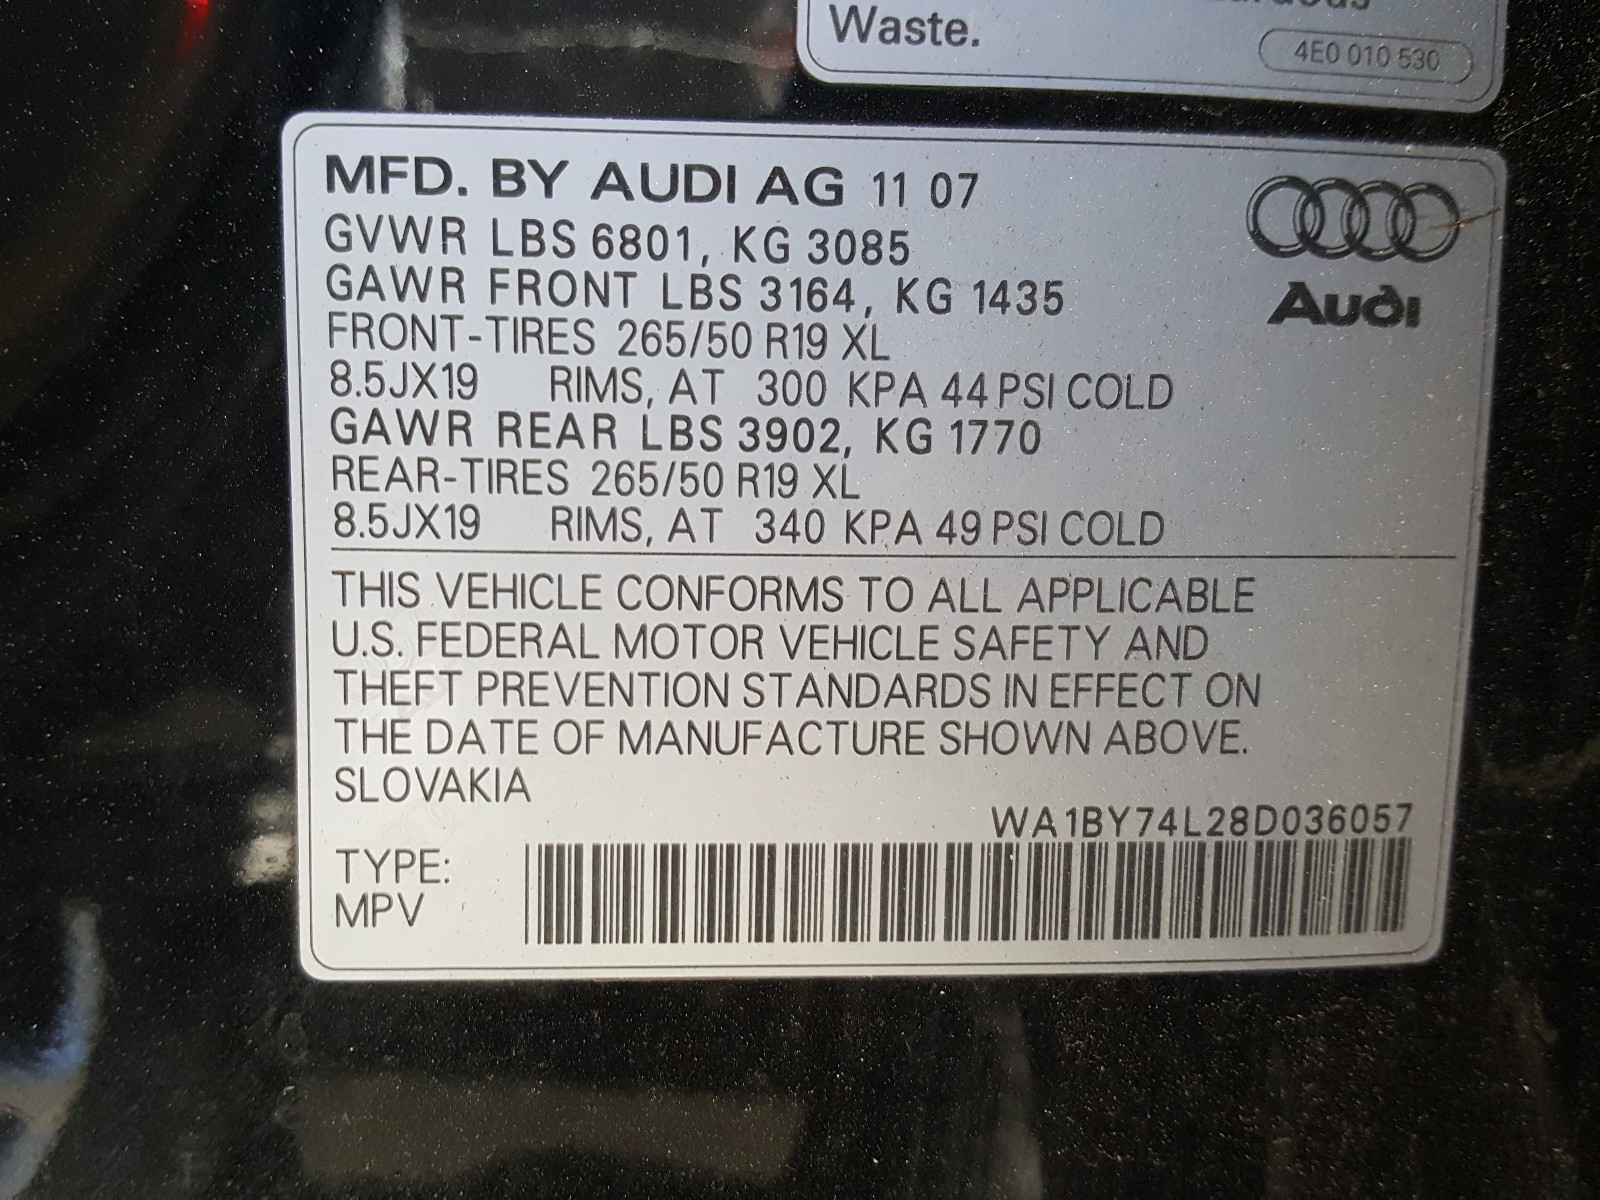 Waste.
4E0 010 530
MFD. BY AUDI AG 11 07
GVWR LBS 6801, KG 3085
GAWR FRONT LBS 3164, KG 1435
FRONT-TIRES 265/50 R19 XL
8.5JX19 RIMS, AT 300 KPA 44 PSI COLD
GAWR REAR LBS 3902, KG 1770
REAR-TIRES 265/50 R19 XL
8.5JX19 RIMS, AT 340 KPA 49 PSI COLD
Audi
THIS VEHICLE CONFORMS TO ALL APPLICABLE
U.S. FEDERAL MOTOR VEHICLE SAFETY AND
THEFT PREVENTION STANDARDS IN EFFECT ON
THE DATE OF MANUFACTURE SHOWN ABOVE.
SLOVAKIA
WA1BY74L28D036057
TYPE:
MPV